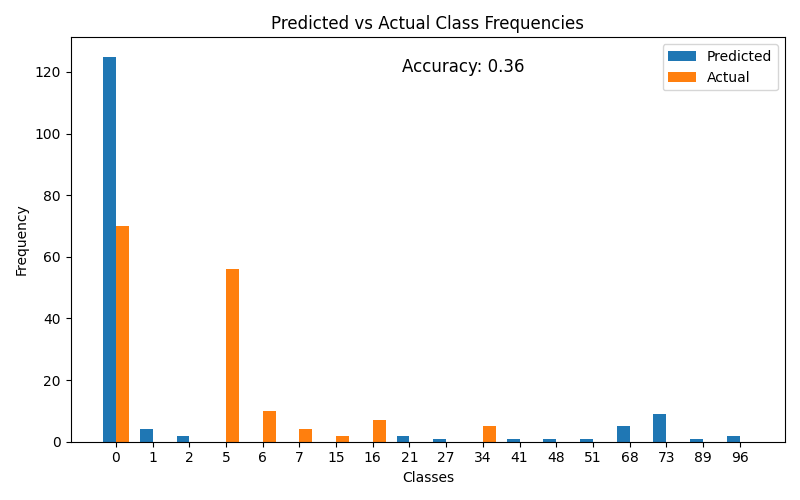 Predicted vs Actual Class Frequencies
Accuracy: 0.36
Predicted
Actual
Frequency
120
100
80
60
40
20
0
0 1 2 5 6 7 15 16 21 27 34 41 48 51 68 73 89 96
Classes